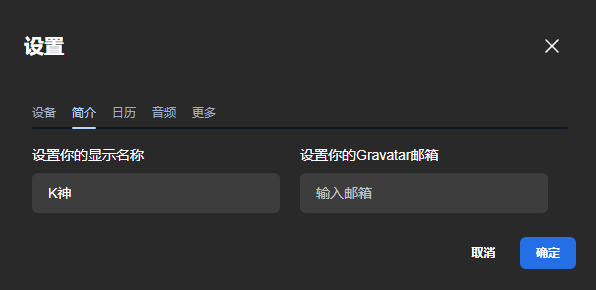 设置
设备 简介 日历 音频 更多
设置你的显示名称 设置你的Gravatar邮箱
K神 输入邮箱
取消 确定